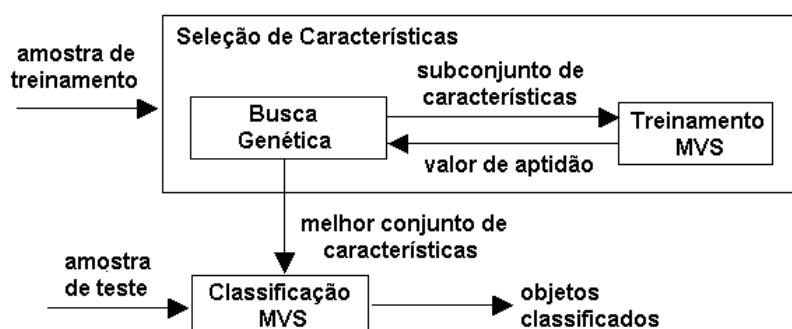 Seleção de Características
amostra de
treinamento
subconjunto de
características
Busca
Genética
Treinamento
MVS
valor de aptidão
melhor conjunto de
características
amostra
de teste
Classificação
MVS
objetos
classificados